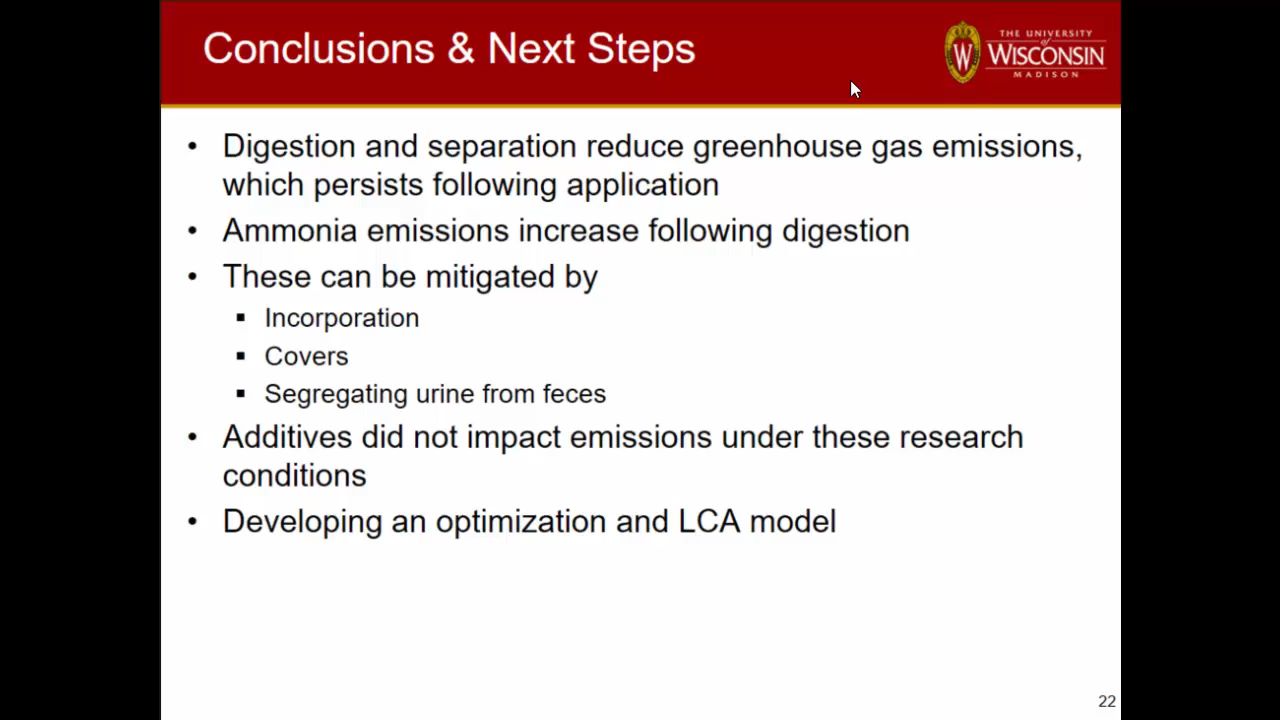 Conclusions & Next Steps
THE UNIVERSITY
of
WISCONSIN
MADISON
• Digestion and separation reduce greenhouse gas emissions,
which persists following application
• Ammonia emissions increase following digestion
• These can be mitigated by
▪ Incorporation
▪ Covers
▪ Segregating urine from feces
• Additives did not impact emissions under these research
conditions
• Developing an optimization and LCA model
22